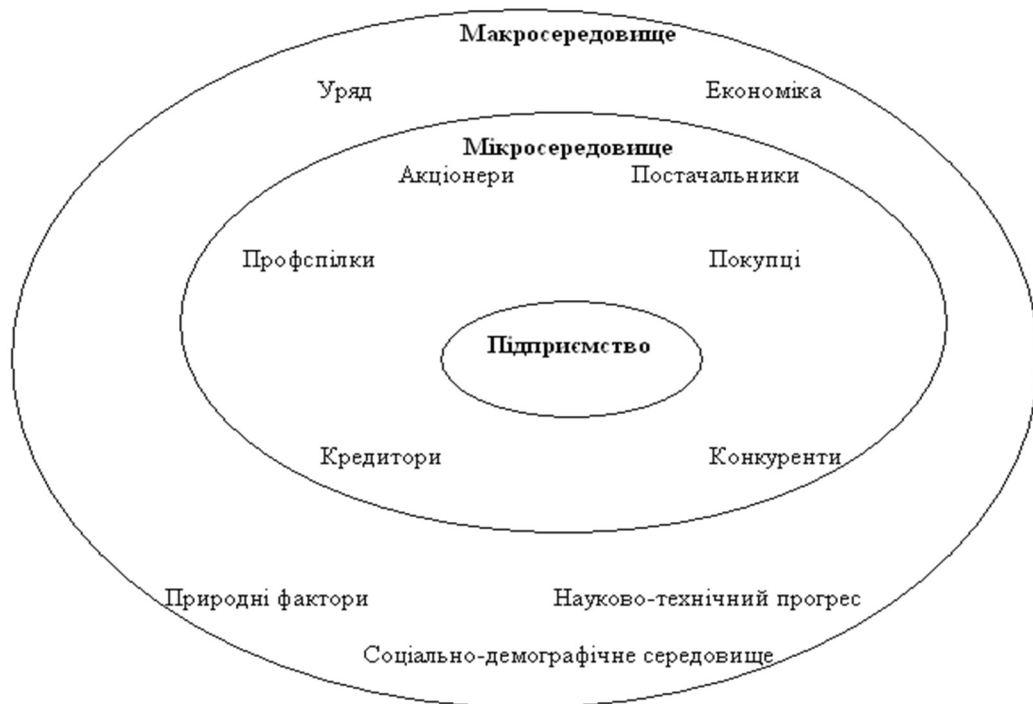 Макросередовище
Уряд Економіка
Мікросередовище
Акціонери Постачальники
Профспілки Покупці
Підприємство
Кредитори Конкуренти
Природні фактори Науково-технічний прогрес
Соціально-демографічне середовище